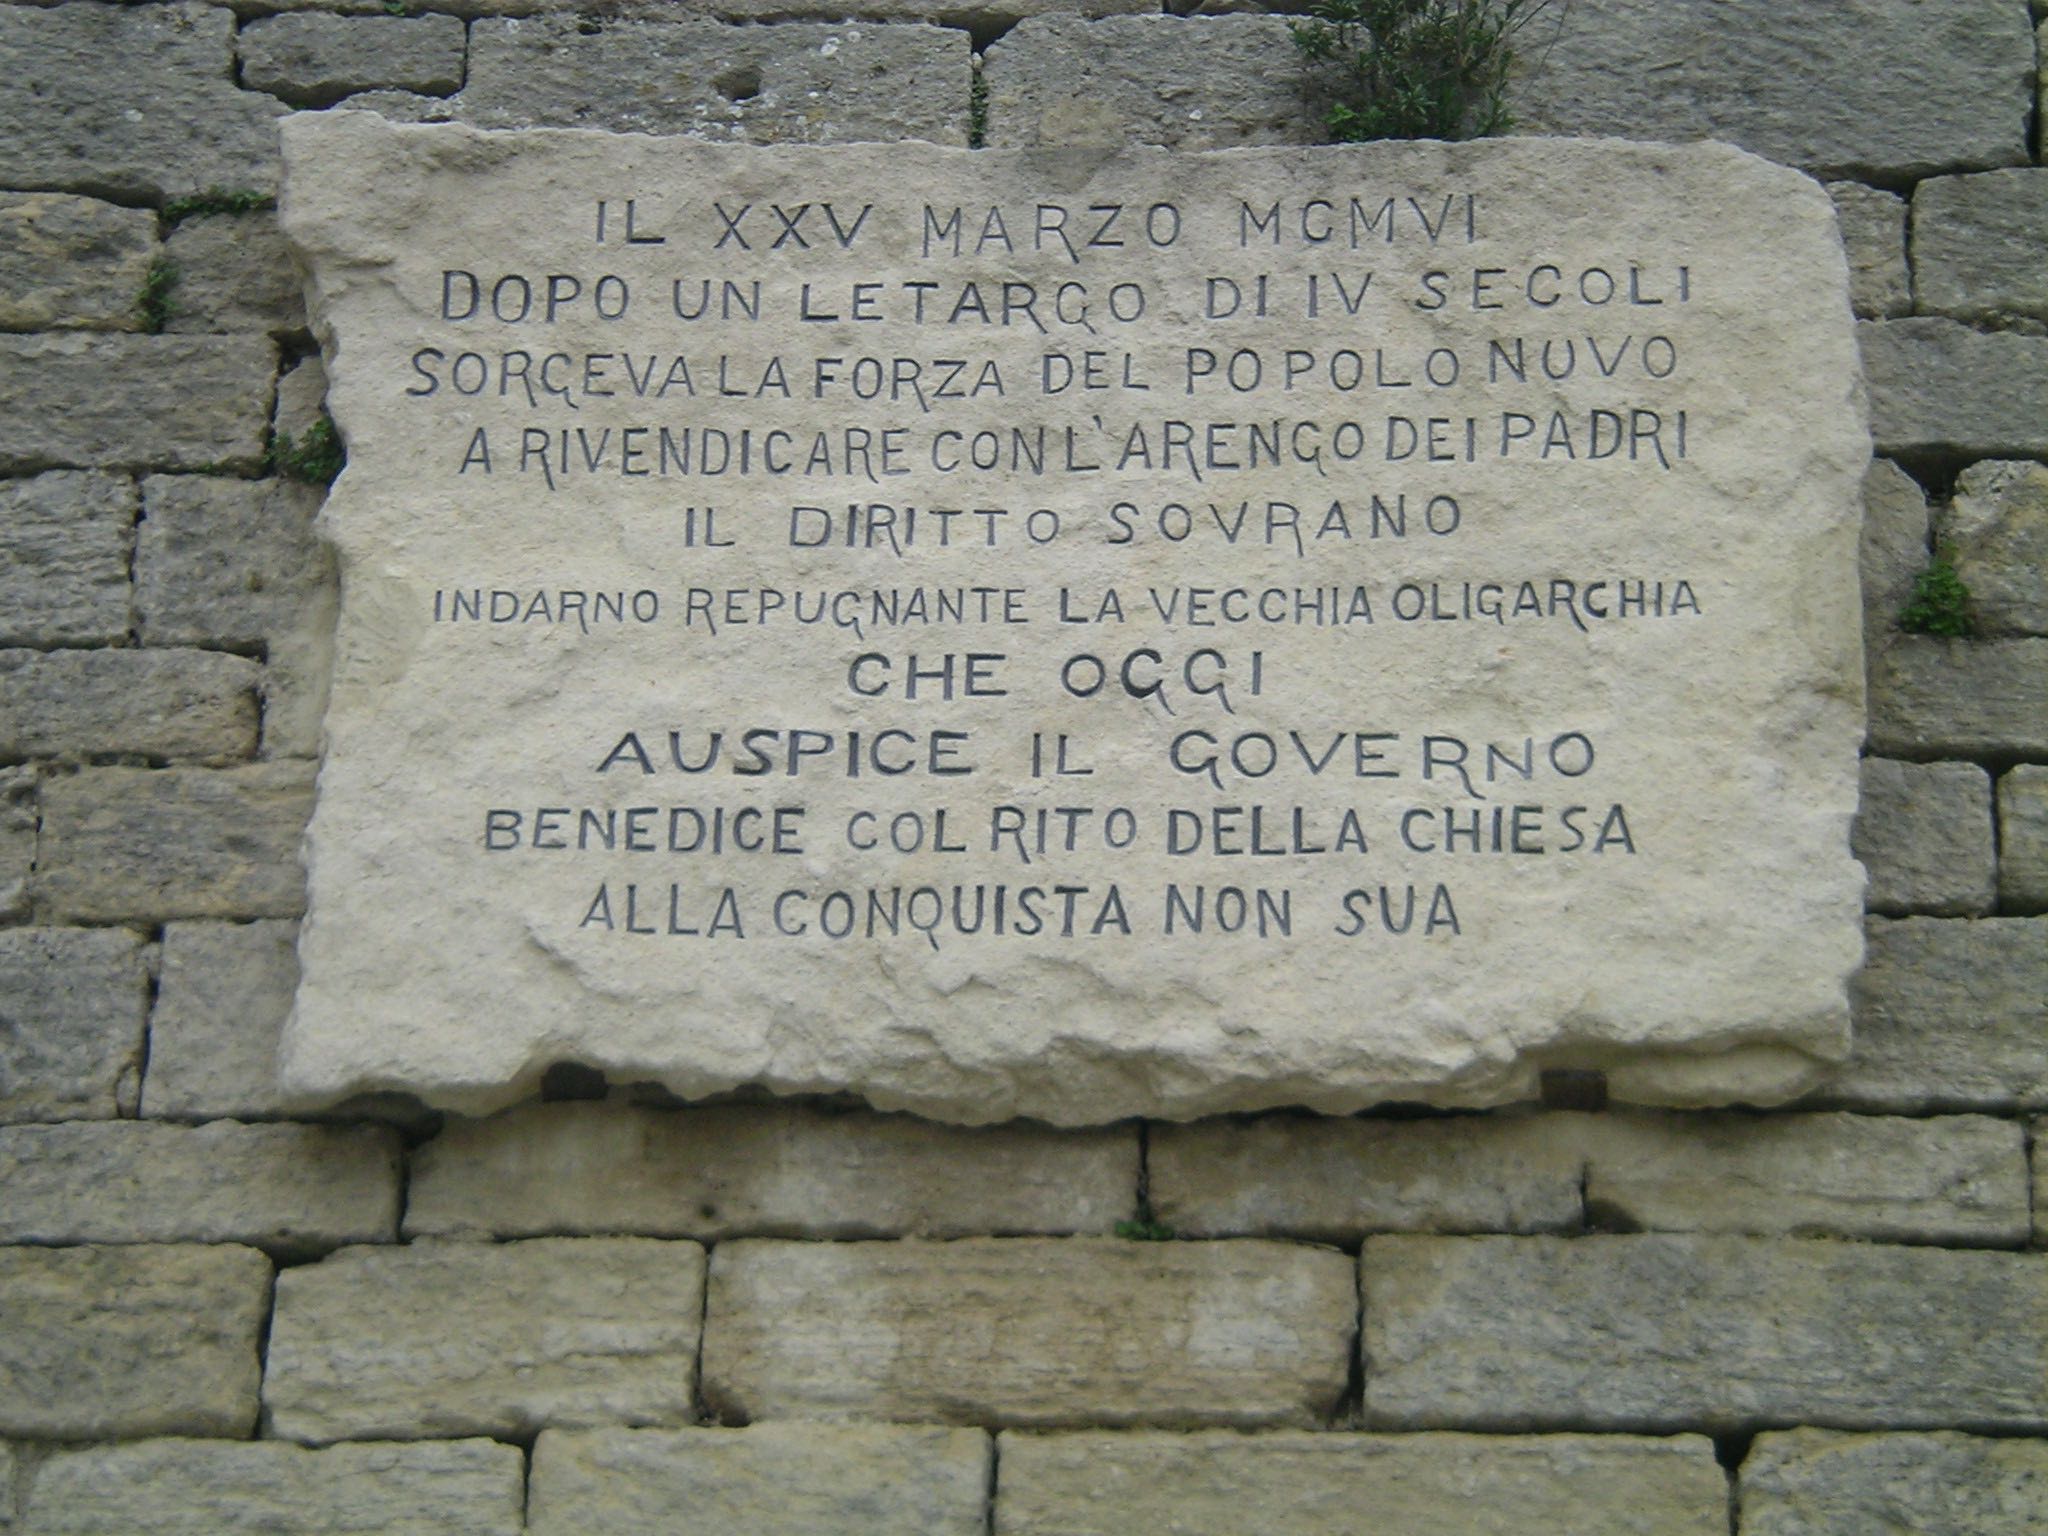 IL XXV MARZO MCMVI
DOPO UN LETARGO DI IV SECOLI
SORGEVA LA FORZA DEL POPOLO NUVO
A RIVENDICARE CON L'ARENGO DEI PADRI
IL DIRITTO SOVRANO
INDARNO REPUGNANTE LA VECCHIA OLIGARCHIA
CHE OGGI
AUSPICE IL GOVERNO
BENEDICE COL RITO DELLA CHIESA
ALLA CONQUISTA NON SUA